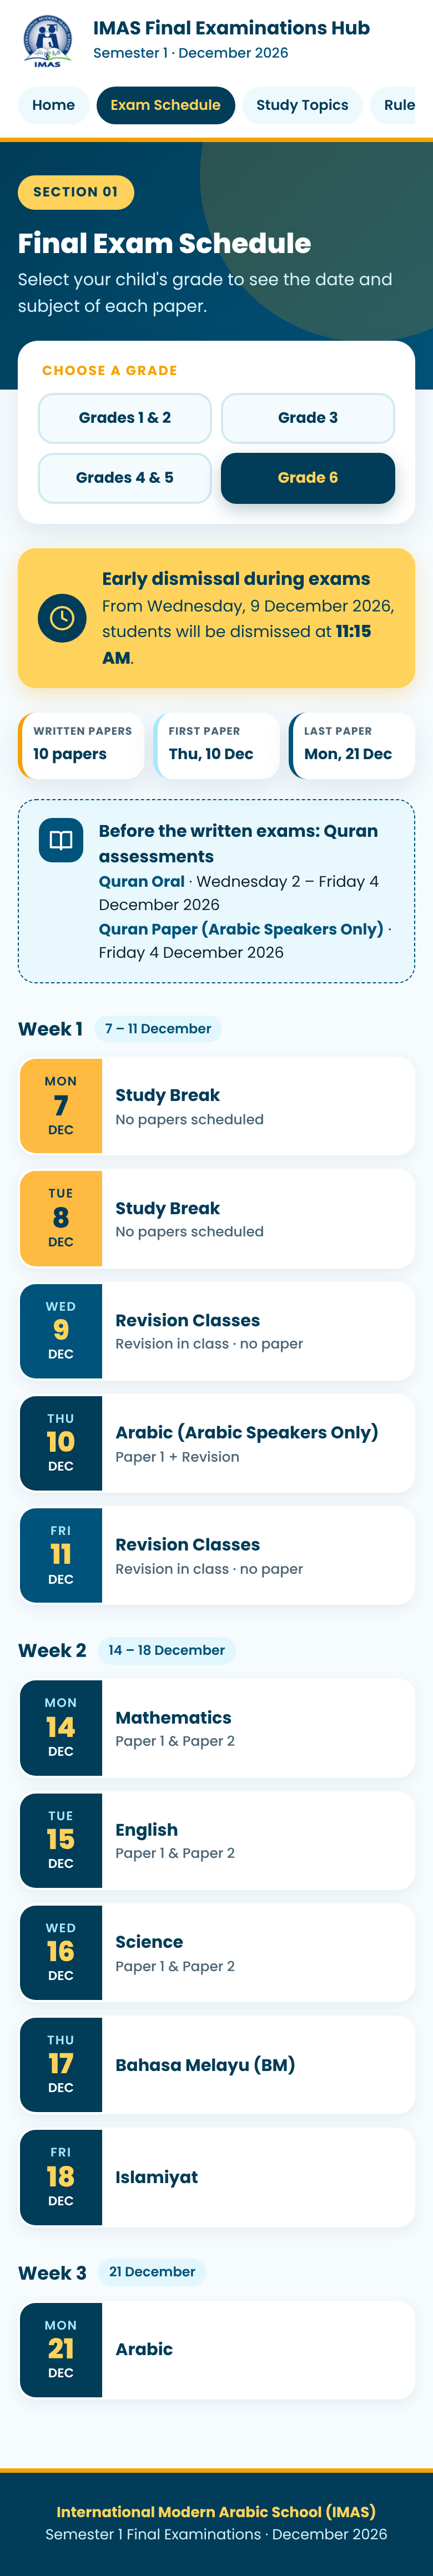 IMAS
IMAS Final Examinations Hub
Semester 1 · December 2026
Home
Exam Schedule
Study Topics
Rule
SECTION 01
Final Exam Schedule
Select your child's grade to see the date and
subject of each paper.
CHOOSE A GRADE
Grades 1 & 2
Grade 3
Grades 4 & 5
Grade 6
Early dismissal during exams
From Wednesday, 9 December 2026,
students will be dismissed at 11:15
AM.
WRITTEN PAPERS
10 papers
FIRST PAPER
Thu, 10 Dec
LAST PAPER
Mon, 21 Dec
Before the written exams: Quran
assessments
Quran Oral · Wednesday 2 – Friday 4
December 2026
Quran Paper (Arabic Speakers Only) ·
Friday 4 December 2026
Week 1
7 – 11 December
MON
7
DEC
Study Break
No papers scheduled
TUE
8
DEC
Study Break
No papers scheduled
WED
9
DEC
Revision Classes
Revision in class · no paper
THU
10
DEC
Arabic (Arabic Speakers Only)
Paper 1 + Revision
FRI
11
DEC
Revision Classes
Revision in class · no paper
Week 2
14 – 18 December
MON
14
DEC
Mathematics
Paper 1 & Paper 2
TUE
15
DEC
English
Paper 1 & Paper 2
WED
16
DEC
Science
Paper 1 & Paper 2
THU
17
DEC
Bahasa Melayu (BM)
FRI
18
DEC
Islamiyat
Week 3
21 December
MON
21
DEC
Arabic
International Modern Arabic School (IMAS)
Semester 1 Final Examinations · December 2026